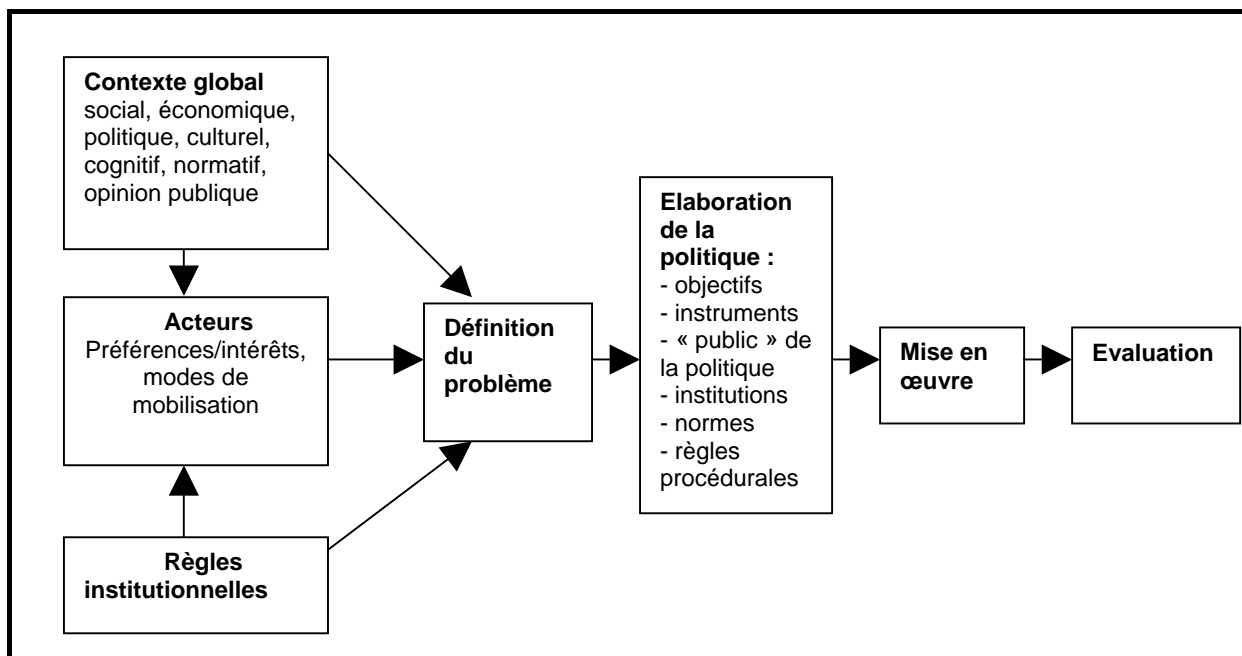 Contexte global
social, économique,
politique, culturel,
cognitif, normatif,
opinion publique
Acteurs
Préférences/intérêts,
modes de
mobilisation
Règles
institutionnelles
Définition
du
problème
Elaboration
de la
politique :
- objectifs
- instruments
- « public » de
la politique
- institutions
- normes
- règles
procédurales
Mise en
œuvre
Evaluation